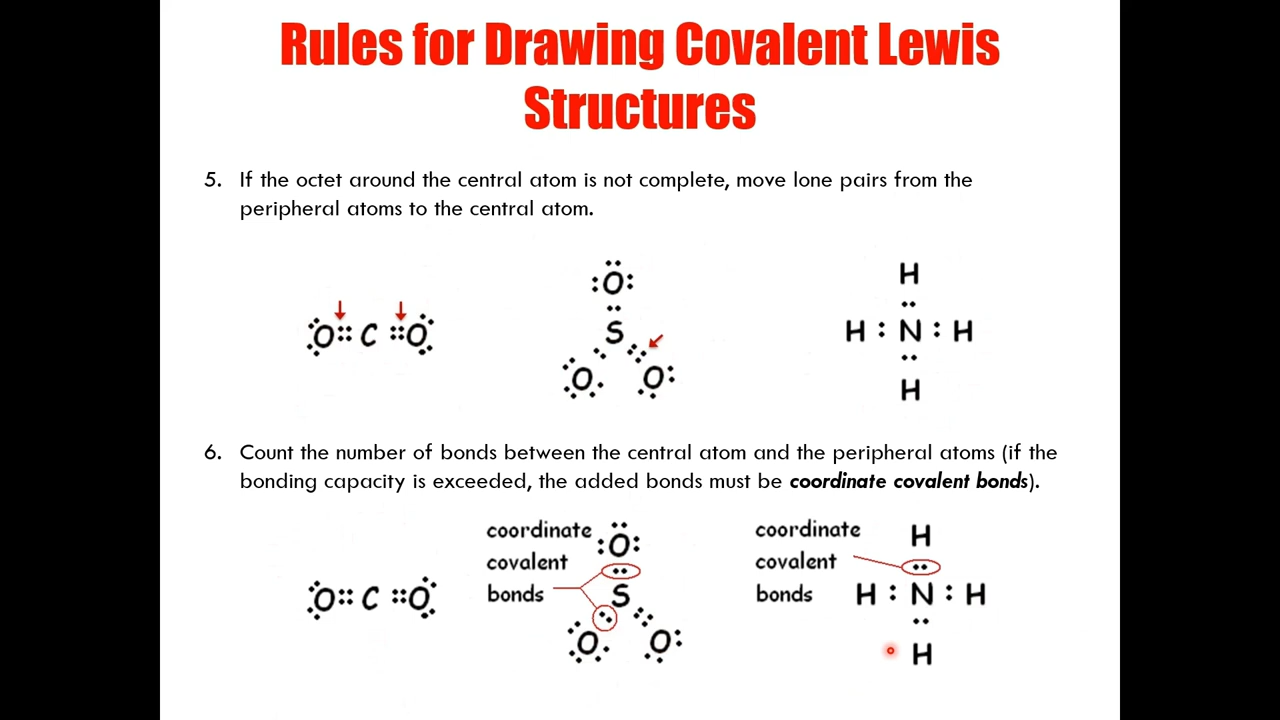 Rules for Drawing Covalent Lewis
Structures
5. If the octet around the central atom is not complete, move lone pairs from the
peripheral atoms to the central atom.
O C O
O
S
O O
H
H : N : H
H
6. Count the number of bonds between the central atom and the peripheral atoms (if the
bonding capacity is exceeded, the added bonds must be coordinate covalent bonds).
O C O
coordinate
covalent
bonds
O
S
O O
coordinate
covalent
bonds
H
H : N : H
H